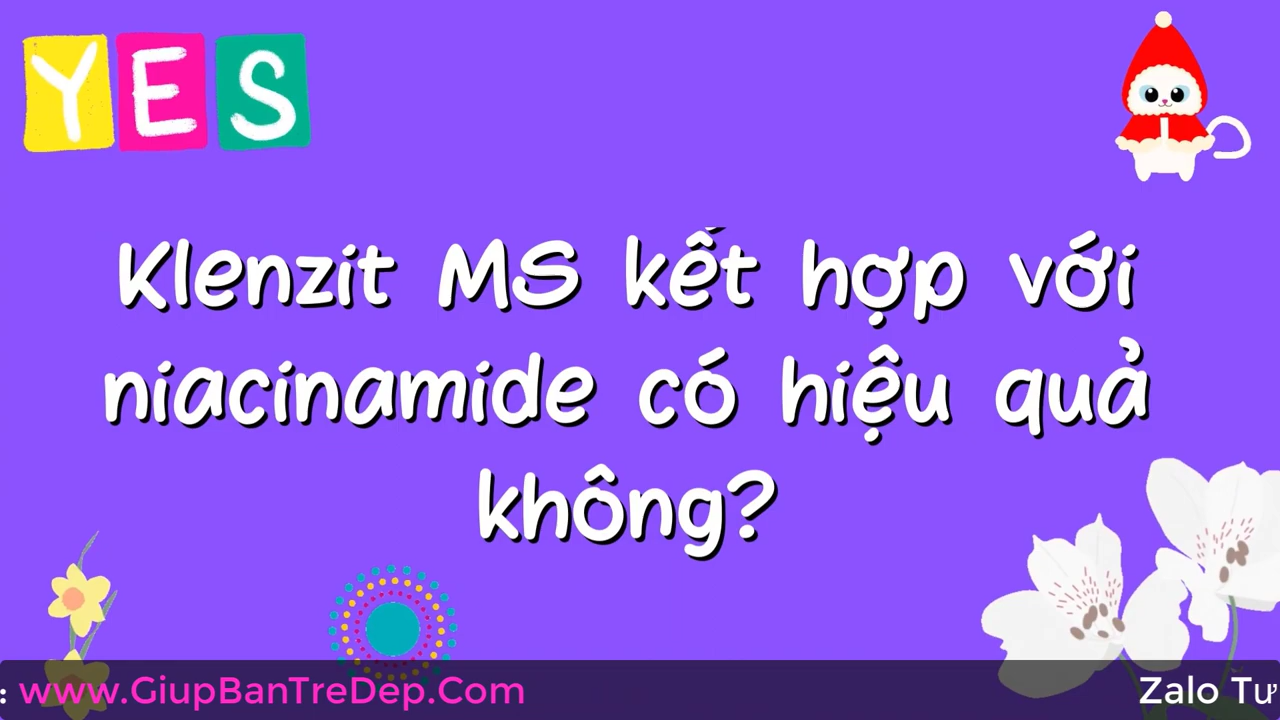 YES
Klenzit MS kết hợp với
niacinamide có hiệu quả
không?
: www.GiupBanTreDep.Com
Zalo Tư